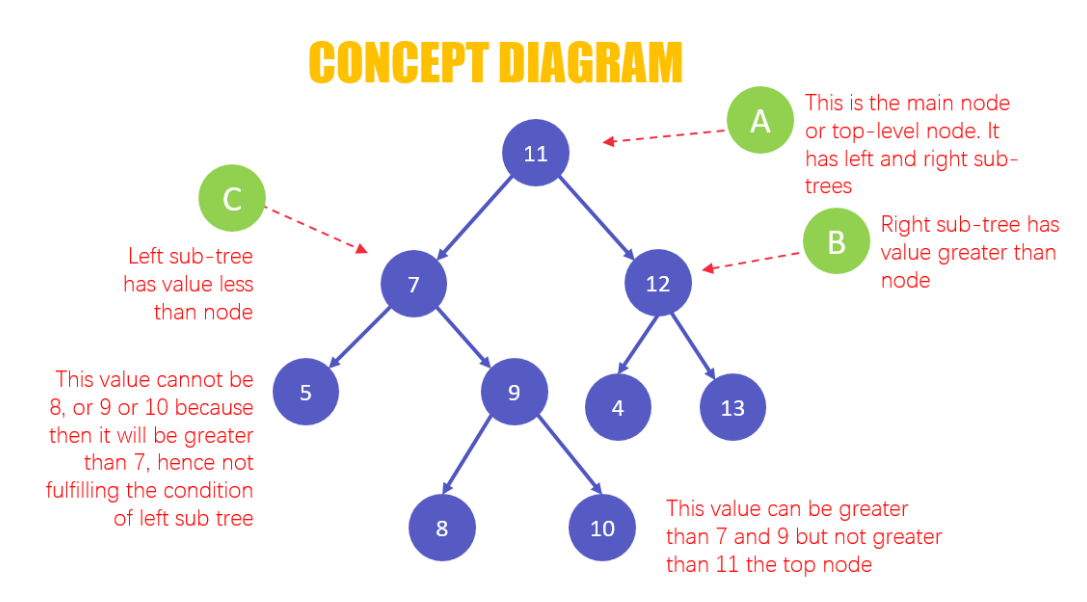 CONCEPT DIAGRAM
A
This is the main node
or top-level node. It
has left and right sub-
trees
11
C
B
Right sub-tree has
value greater than
node
Left sub-tree
has value less
than node
7
12
This value cannot be
8, or 9 or 10 because
then it will be greater
than 7, hence not
fulfilling the condition
of left sub tree
5
9
4
13
8
10
This value can be greater
than 7 and 9 but not greater
than 11 the top node